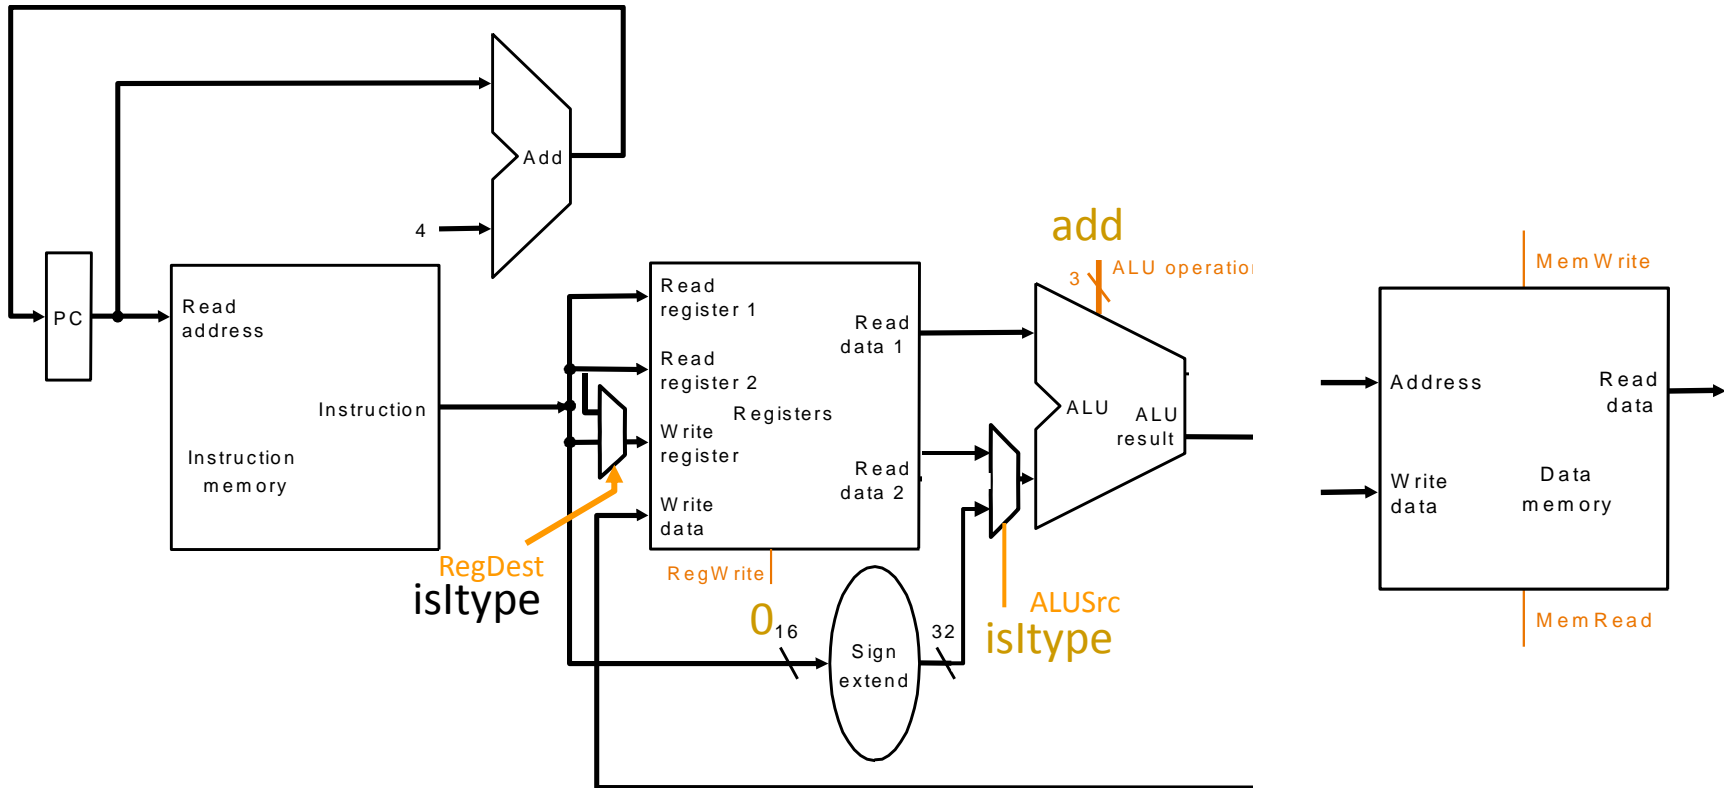 Add
4
add
3
ALU operation
MemWrite
PC
Read
address
Instruction
Instruction
memory
Read
register 1
Read
register 2
Registers
Write
register
Write
data
Read
data 1
Read
data 2
RegWrite
RegDest
isItype
0
16
Sign
extend
32
ALUSrc
isItype
ALU
ALU
result
Address
Read
data
Write
data
Data
memory
MemRead